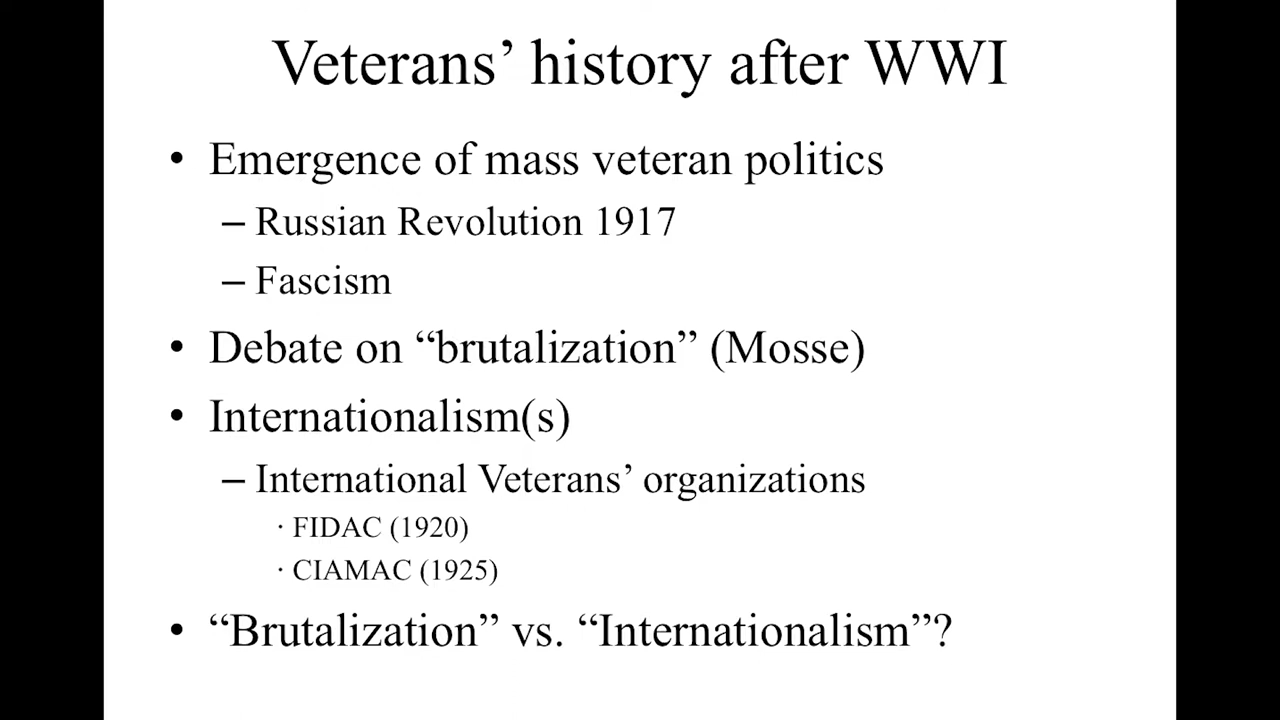 Veterans’ history after WWI
• Emergence of mass veteran politics
– Russian Revolution 1917
– Fascism
• Debate on “brutalization” (Mosse)
• Internationalism(s)
– International Veterans’ organizations
· FIDAC (1920)
· CIAMAC (1925)
• “Brutalization” vs. “Internationalism”?